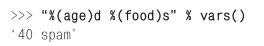 >>> “%(age)d %(food)s” % vars()
‘40 spam’